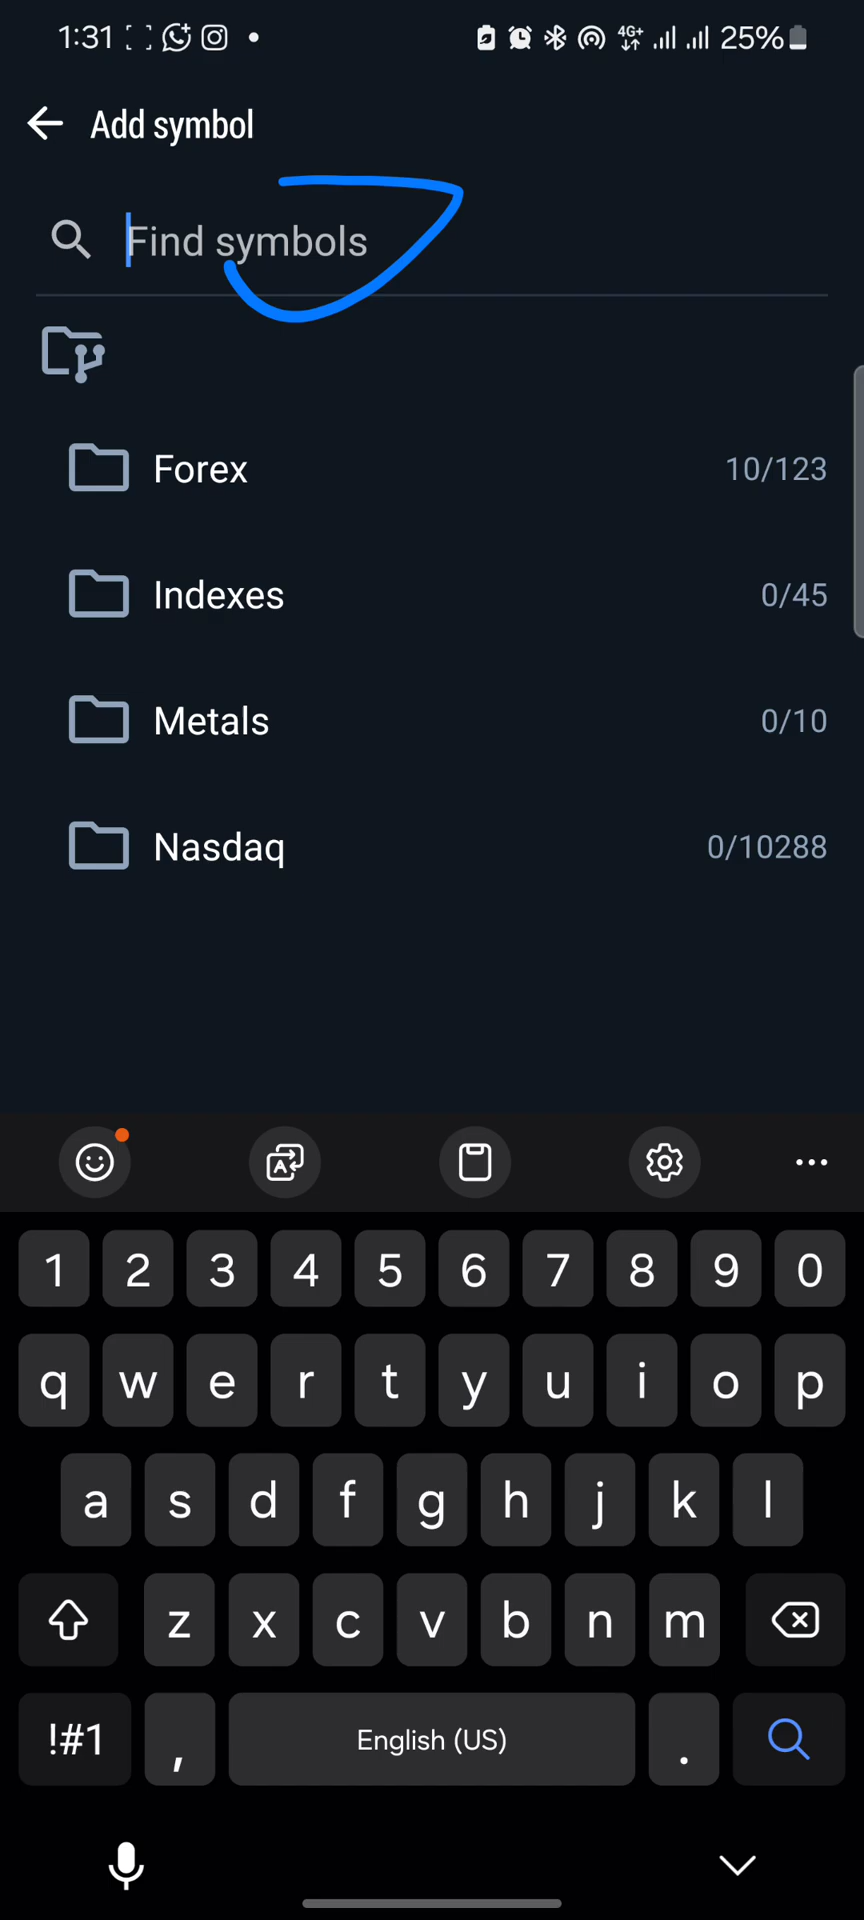 1:31 4G+ 25%
Add symbol
Find symbols
Forex 10/123
Indexes 0/45
Metals 0/10
Nasdaq 0/10288
1 2 3 4 5 6 7 8 9 0
q w e r t y u i o p
a s d f g h j k l
z x c v b n m
!#1 , English (US) .